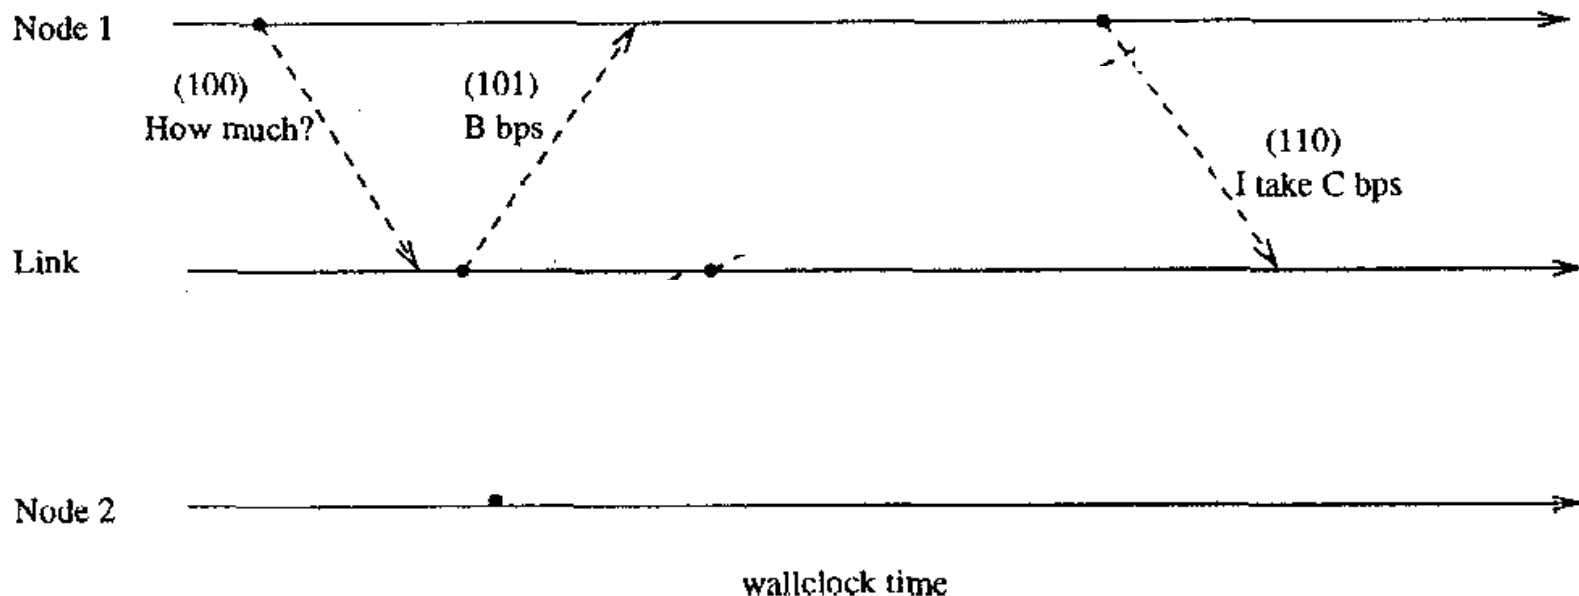 Node 1
(100)
How much?
(101)
B bps
(110)
I take C bps
Link
Node 2
wallclock time